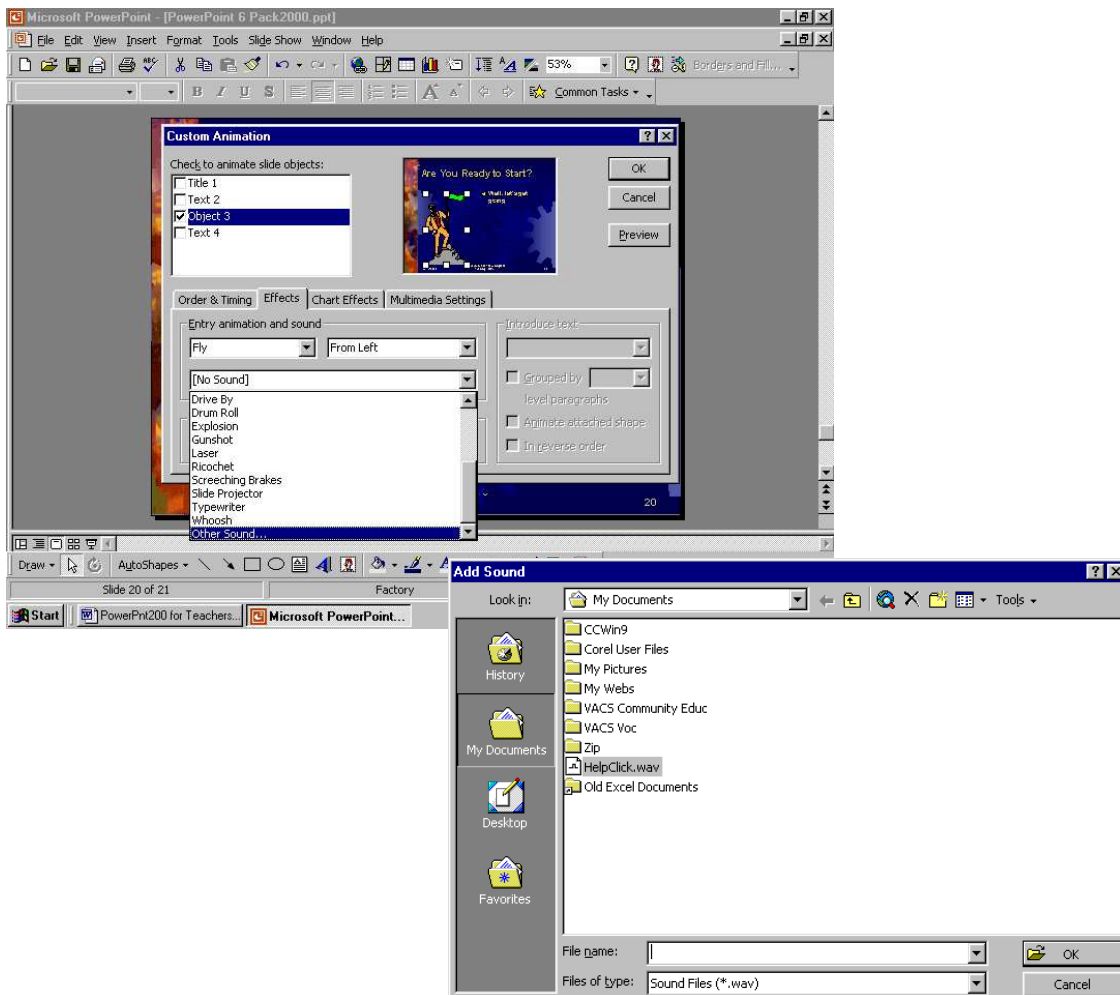 Microsoft PowerPoint - [PowerPoint 6 Pack2000.ppt]
File Edit View Insert Format Tools Slide Show Window Help
53% Borders and Fill...
B I U S A A Common Tasks
Custom Animation
Check to animate slide objects:
Title 1
Text 2
Object 3
Text 4
Are You Ready to Start?
Well, let's get
going
OK
Cancel
Preview
Order & Timing Effects Chart Effects Multimedia Settings
Entry animation and sound
Fly From Left
[No Sound]
Drive By
Drum Roll
Explosion
Gunshot
Laser
Ricochet
Screeching Brakes
Slide Projector
Typewriter
Whoosh
Other Sound...
Introduce text
Grouped by
level paragraphs
Animate attached shape
In reverse order
20
Draw AutoShapes
Slide 20 of 21 Factory
Start PowerPnt200 for Teachers... Microsoft PowerPoint...
Add Sound
Look in: My Documents Tools
History
My Documents
Desktop
Favorites
CCWin9
Corel User Files
My Pictures
My Webs
VACS Community Educ
VACS Voc
Zip
HelpClick.wav
Old Excel Documents
File name: OK
Files of type: Sound Files (*.wav) Cancel